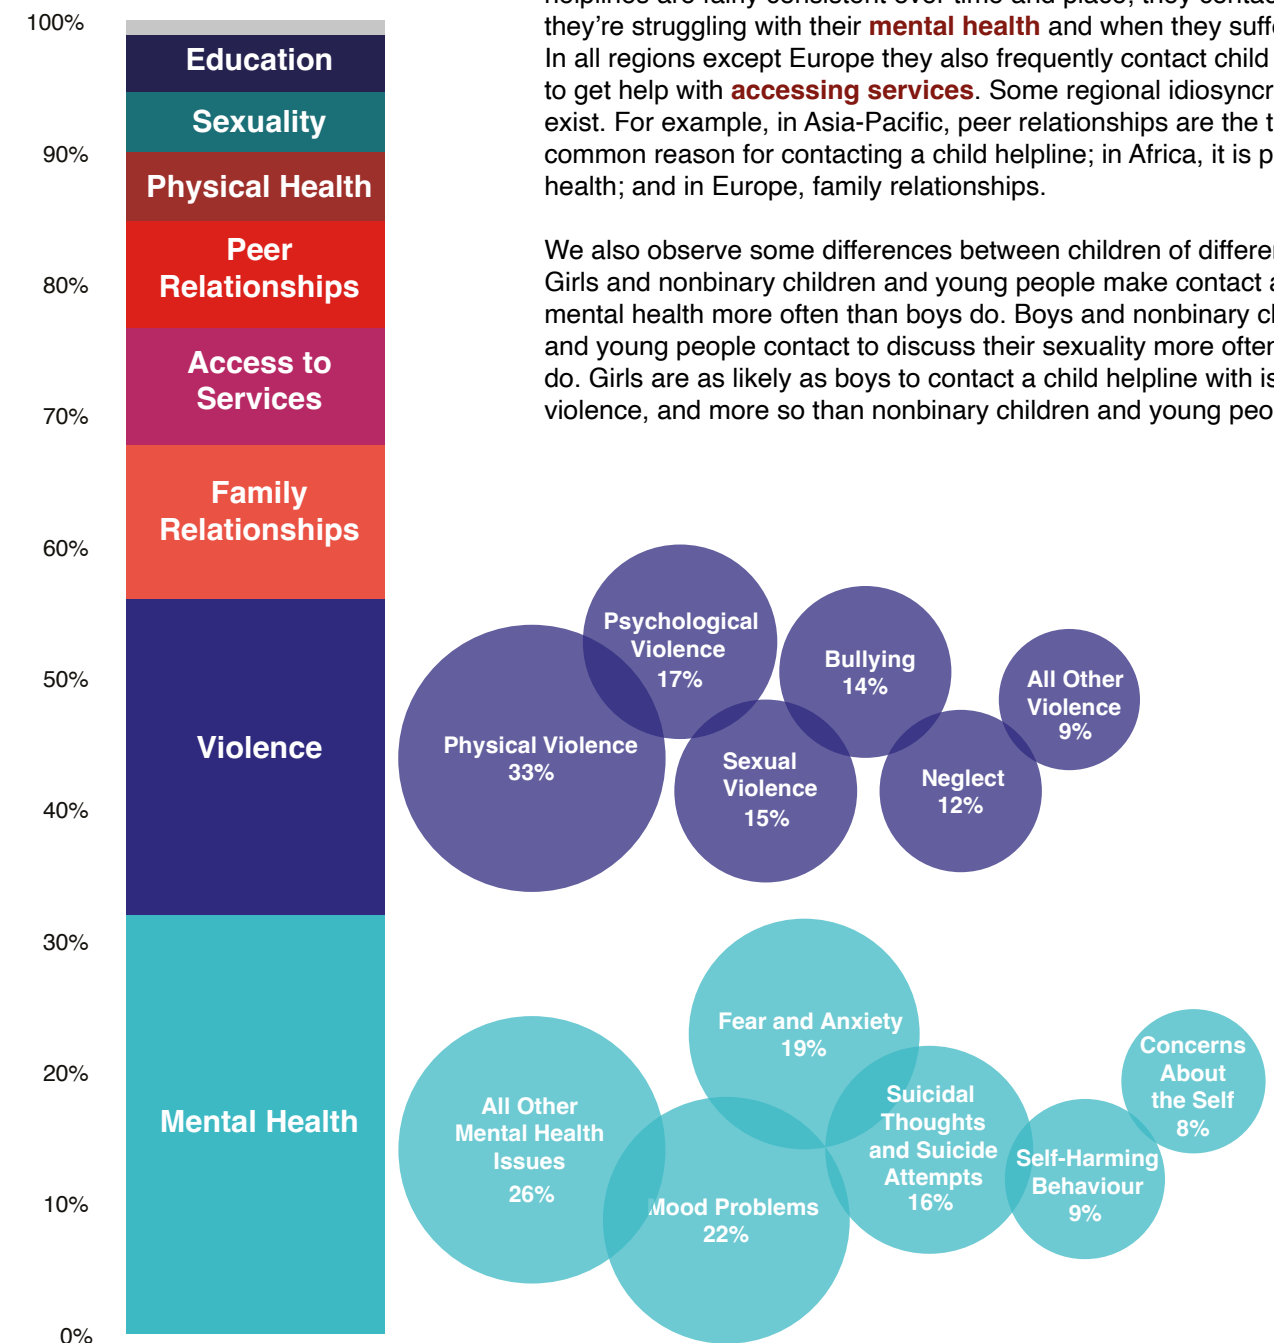 100%
90%
80%
70%
60%
50%
40%
30%
20%
10%
0%
Education
Sexuality
Physical Health
Peer
Relationships
Access to
Services
Family
Relationships
Violence
Mental Health
they're struggling with their mental health and when they
In all regions except Europe they also frequently contact child
to get help with accessing services. Some regional
exist. For example, in Asia-Pacific, peer relationships are the
common reason for contacting a child helpline; in Africa, it is
health; and in Europe, family relationships.
We also observe some differences between children of
Girls and nonbinary children and young people make contact
mental health more often than boys do. Boys and nonbinary
and young people contact to discuss their sexuality more
do. Girls are as likely as boys to contact a child helpline with
violence, and more so than nonbinary children and young
Psychological
Violence
17%
Bullying
14%
All Other
Violence
9%
Physical Violence
33%
Sexual
Violence
15%
Neglect
12%
Fear and Anxiety
19%
Concerns
About
the Self
8%
All Other
Mental Health
Issues
26%
Suicidal
Thoughts
and Suicide
Attempts
16%
Self-Harming
Behaviour
9%
Mood Problems
22%